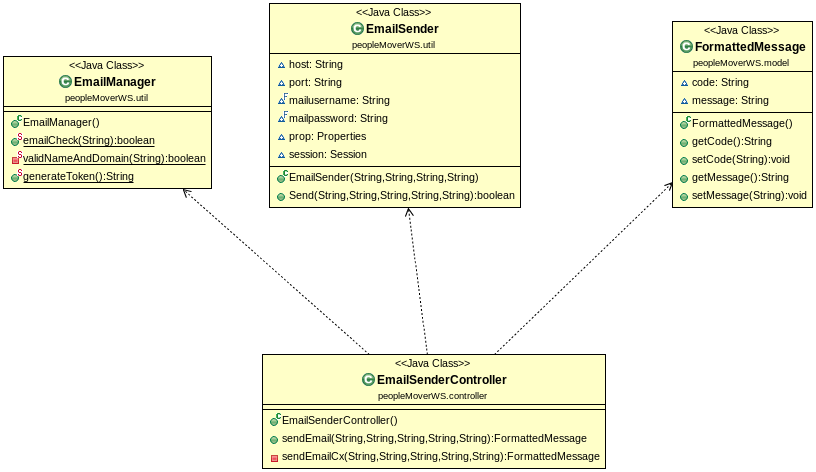 <<Java Class>>
EmailManager
peopleMoverWS.util
EmailManager()
emailCheck(String):boolean
validNameAndDomain(String):boolean
generateToken():String
<<Java Class>>
EmailSender
peopleMoverWS.util
host: String
port: String
mailusername: String
mailpassword: String
prop: Properties
session: Session
EmailSender(String,String,String,String)
Send(String,String,String,String,String):boolean
<<Java Class>>
FormattedMessage
peopleMoverWS.model
code: String
message: String
FormattedMessage()
getCode():String
setCode(String):void
getMessage():String
setMessage(String):void
<<Java Class>>
EmailSenderController
peopleMoverWS.controller
EmailSenderController()
sendEmail(String,String,String,String,String):FormattedMessage
sendEmailCx(String,String,String,String,String):FormattedMessage